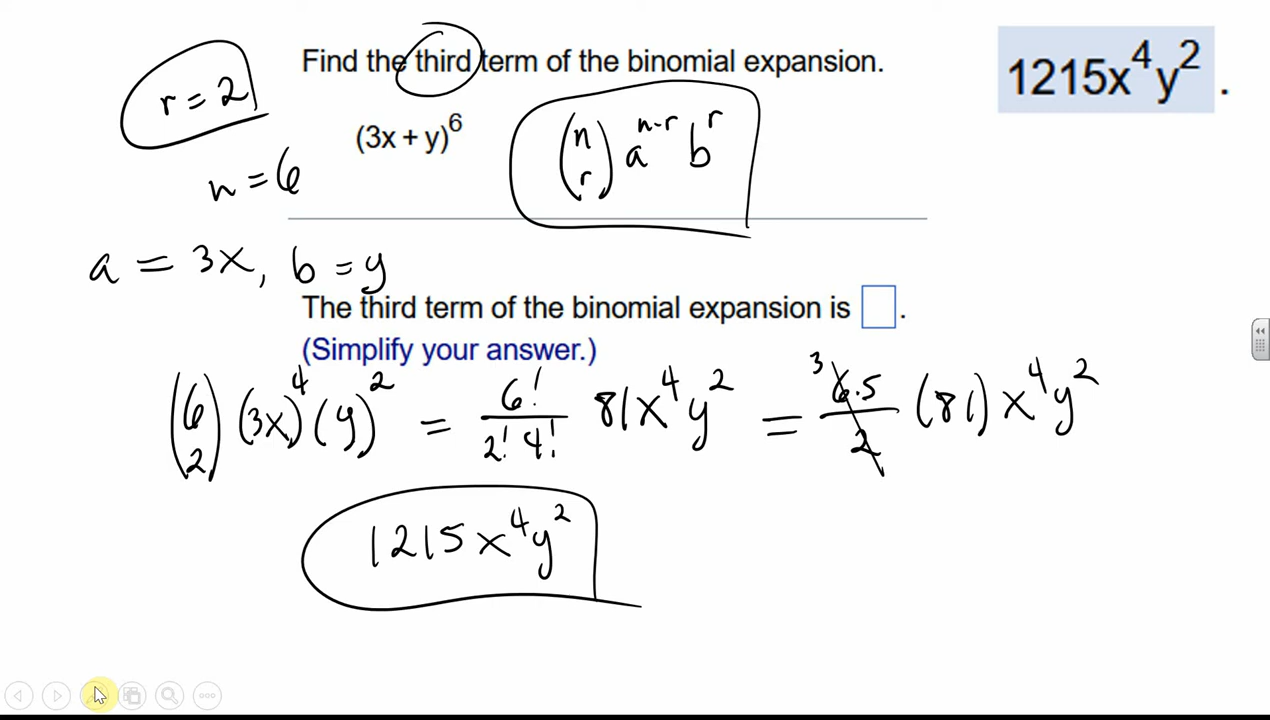 Find the third term of the binomial expansion.
1215x⁴y².
r = 2
(3x + y)⁶
(n r) a^(n-r) b^r
n = 6
a = 3x, b = y
The third term of the binomial expansion is .
(Simplify your answer.)
(6 2) (3x)⁴ (y)² = 6!/(2! 4!) 81x⁴y² = 3 6·5/2 (81) x⁴y²
1215x⁴y²